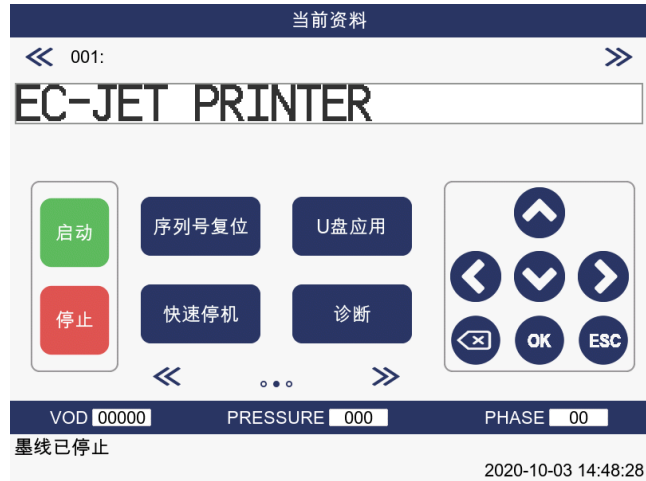 当前资料
001:
EC-JET PRINTER
启动
序列号复位
U盘应用
停止
快速停机
诊断
OK
ESC
VOD 00000 PRESSURE 000 PHASE 00
墨线已停止
2020-10-03 14:48:28